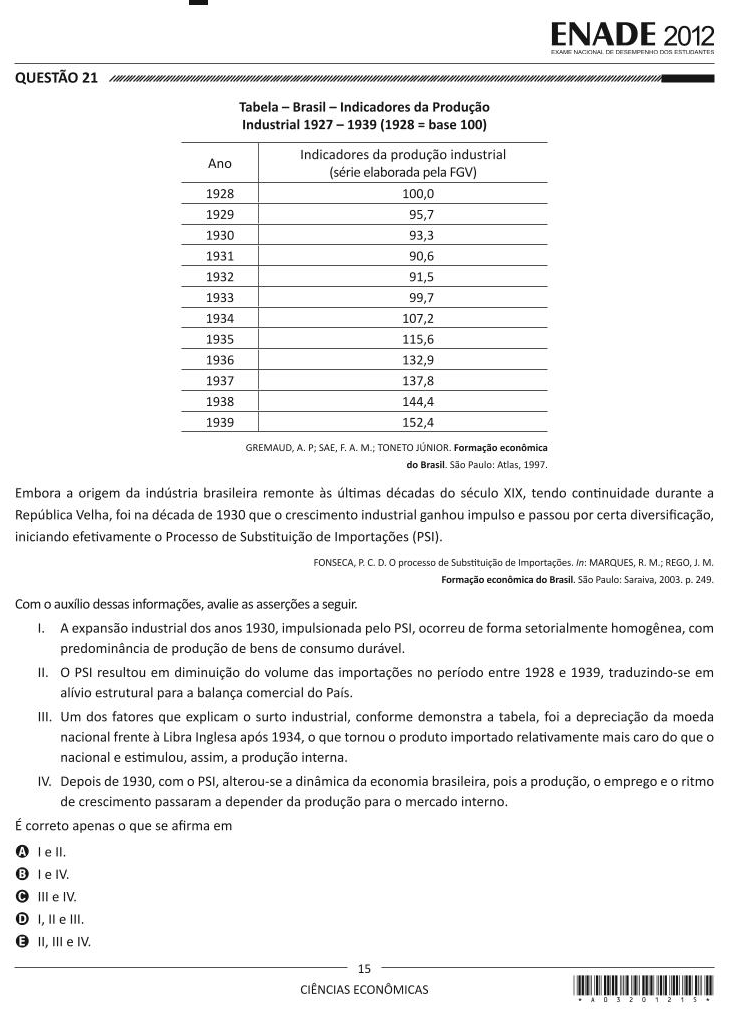 ENADE 2012
EXAME NACIONAL DE DESEMPENHO DOS ESTUDANTES
QUESTÃO 21
Tabela – Brasil – Indicadores da Produção
Industrial 1927 – 1939 (1928 = base 100)
Ano
Indicadores da produção industrial
(série elaborada pela FGV)
1928 100,0
1929 95,7
1930 93,3
1931 90,6
1932 91,5
1933 99,7
1934 107,2
1935 115,6
1936 132,9
1937 137,8
1938 144,4
1939 152,4
GREMAUD, A. P; SAE, F. A. M.; TONETO JÚNIOR. Formação econômica
do Brasil. São Paulo: Atlas, 1997.
Embora a origem da indústria brasileira remonte às últimas décadas do século XIX, tendo continuidade durante a
República Velha, foi na década de 1930 que o crescimento industrial ganhou impulso e passou por certa diversificação,
iniciando efetivamente o Processo de Substituição de Importações (PSI).
FONSECA, P. C. D. O processo de Substituição de Importações. In: MARQUES, R. M.; REGO, J. M.
Formação econômica do Brasil. São Paulo: Saraiva, 2003. p. 249.
Com o auxílio dessas informações, avalie as asserções a seguir.
I. A expansão industrial dos anos 1930, impulsionada pelo PSI, ocorreu de forma setorialmente homogênea, com
predominância de produção de bens de consumo durável.
II. O PSI resultou em diminuição do volume das importações no período entre 1928 e 1939, traduzindo-se em
alívio estrutural para a balança comercial do País.
III. Um dos fatores que explicam o surto industrial, conforme demonstra a tabela, foi a depreciação da moeda
nacional frente à Libra Inglesa após 1934, o que tornou o produto importado relativamente mais caro do que o
nacional e estimulou, assim, a produção interna.
IV. Depois de 1930, com o PSI, alterou-se a dinâmica da economia brasileira, pois a produção, o emprego e o ritmo
de crescimento passaram a depender da produção para o mercado interno.
É correto apenas o que se afirma em
A I e II.
B I e IV.
C III e IV.
D I, II e III.
E II, III e IV.
15
CIÊNCIAS ECONÔMICAS
* A 0 3 2 0 1 2 1 5 *